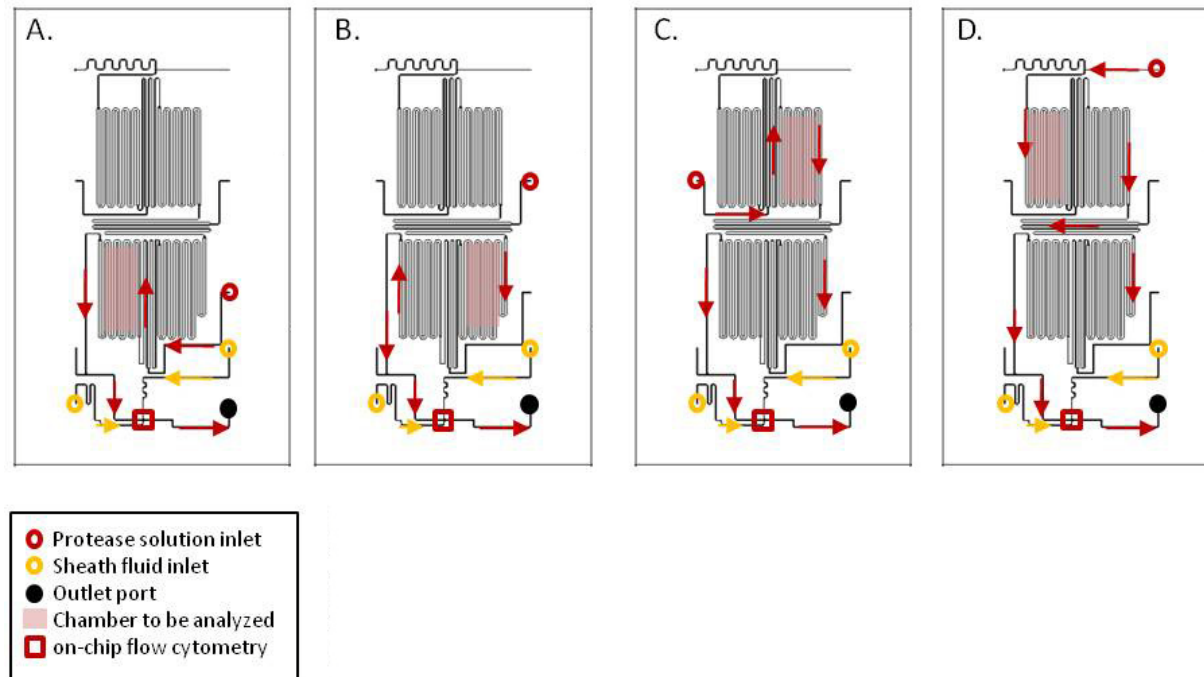 A.
B.
C.
D.
Protease solution inlet
Sheath fluid inlet
Outlet port
Chamber to be analyzed
on-chip flow cytometry